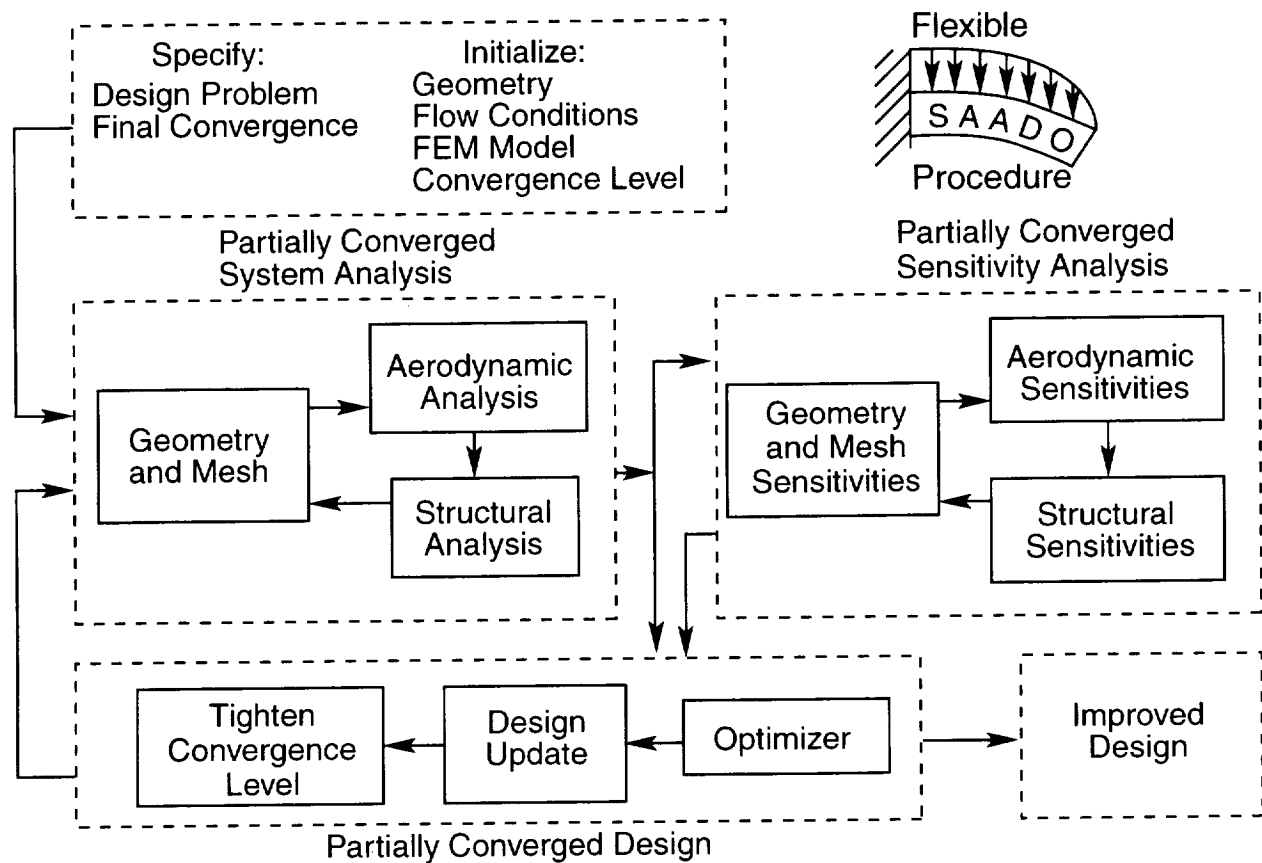 Specify:
Design Problem
Final Convergence
Initialize:
Geometry
Flow Conditions
FEM Model
Convergence Level
Flexible
SAADO
Procedure
Partially Converged
System Analysis
Geometry
and Mesh
Aerodynamic
Analysis
Structural
Analysis
Partially Converged
Sensitivity Analysis
Geometry
and Mesh
Sensitivities
Aerodynamic
Sensitivities
Structural
Sensitivities
Tighten
Convergence
Level
Design
Update
Optimizer
Partially Converged Design
Improved
Design